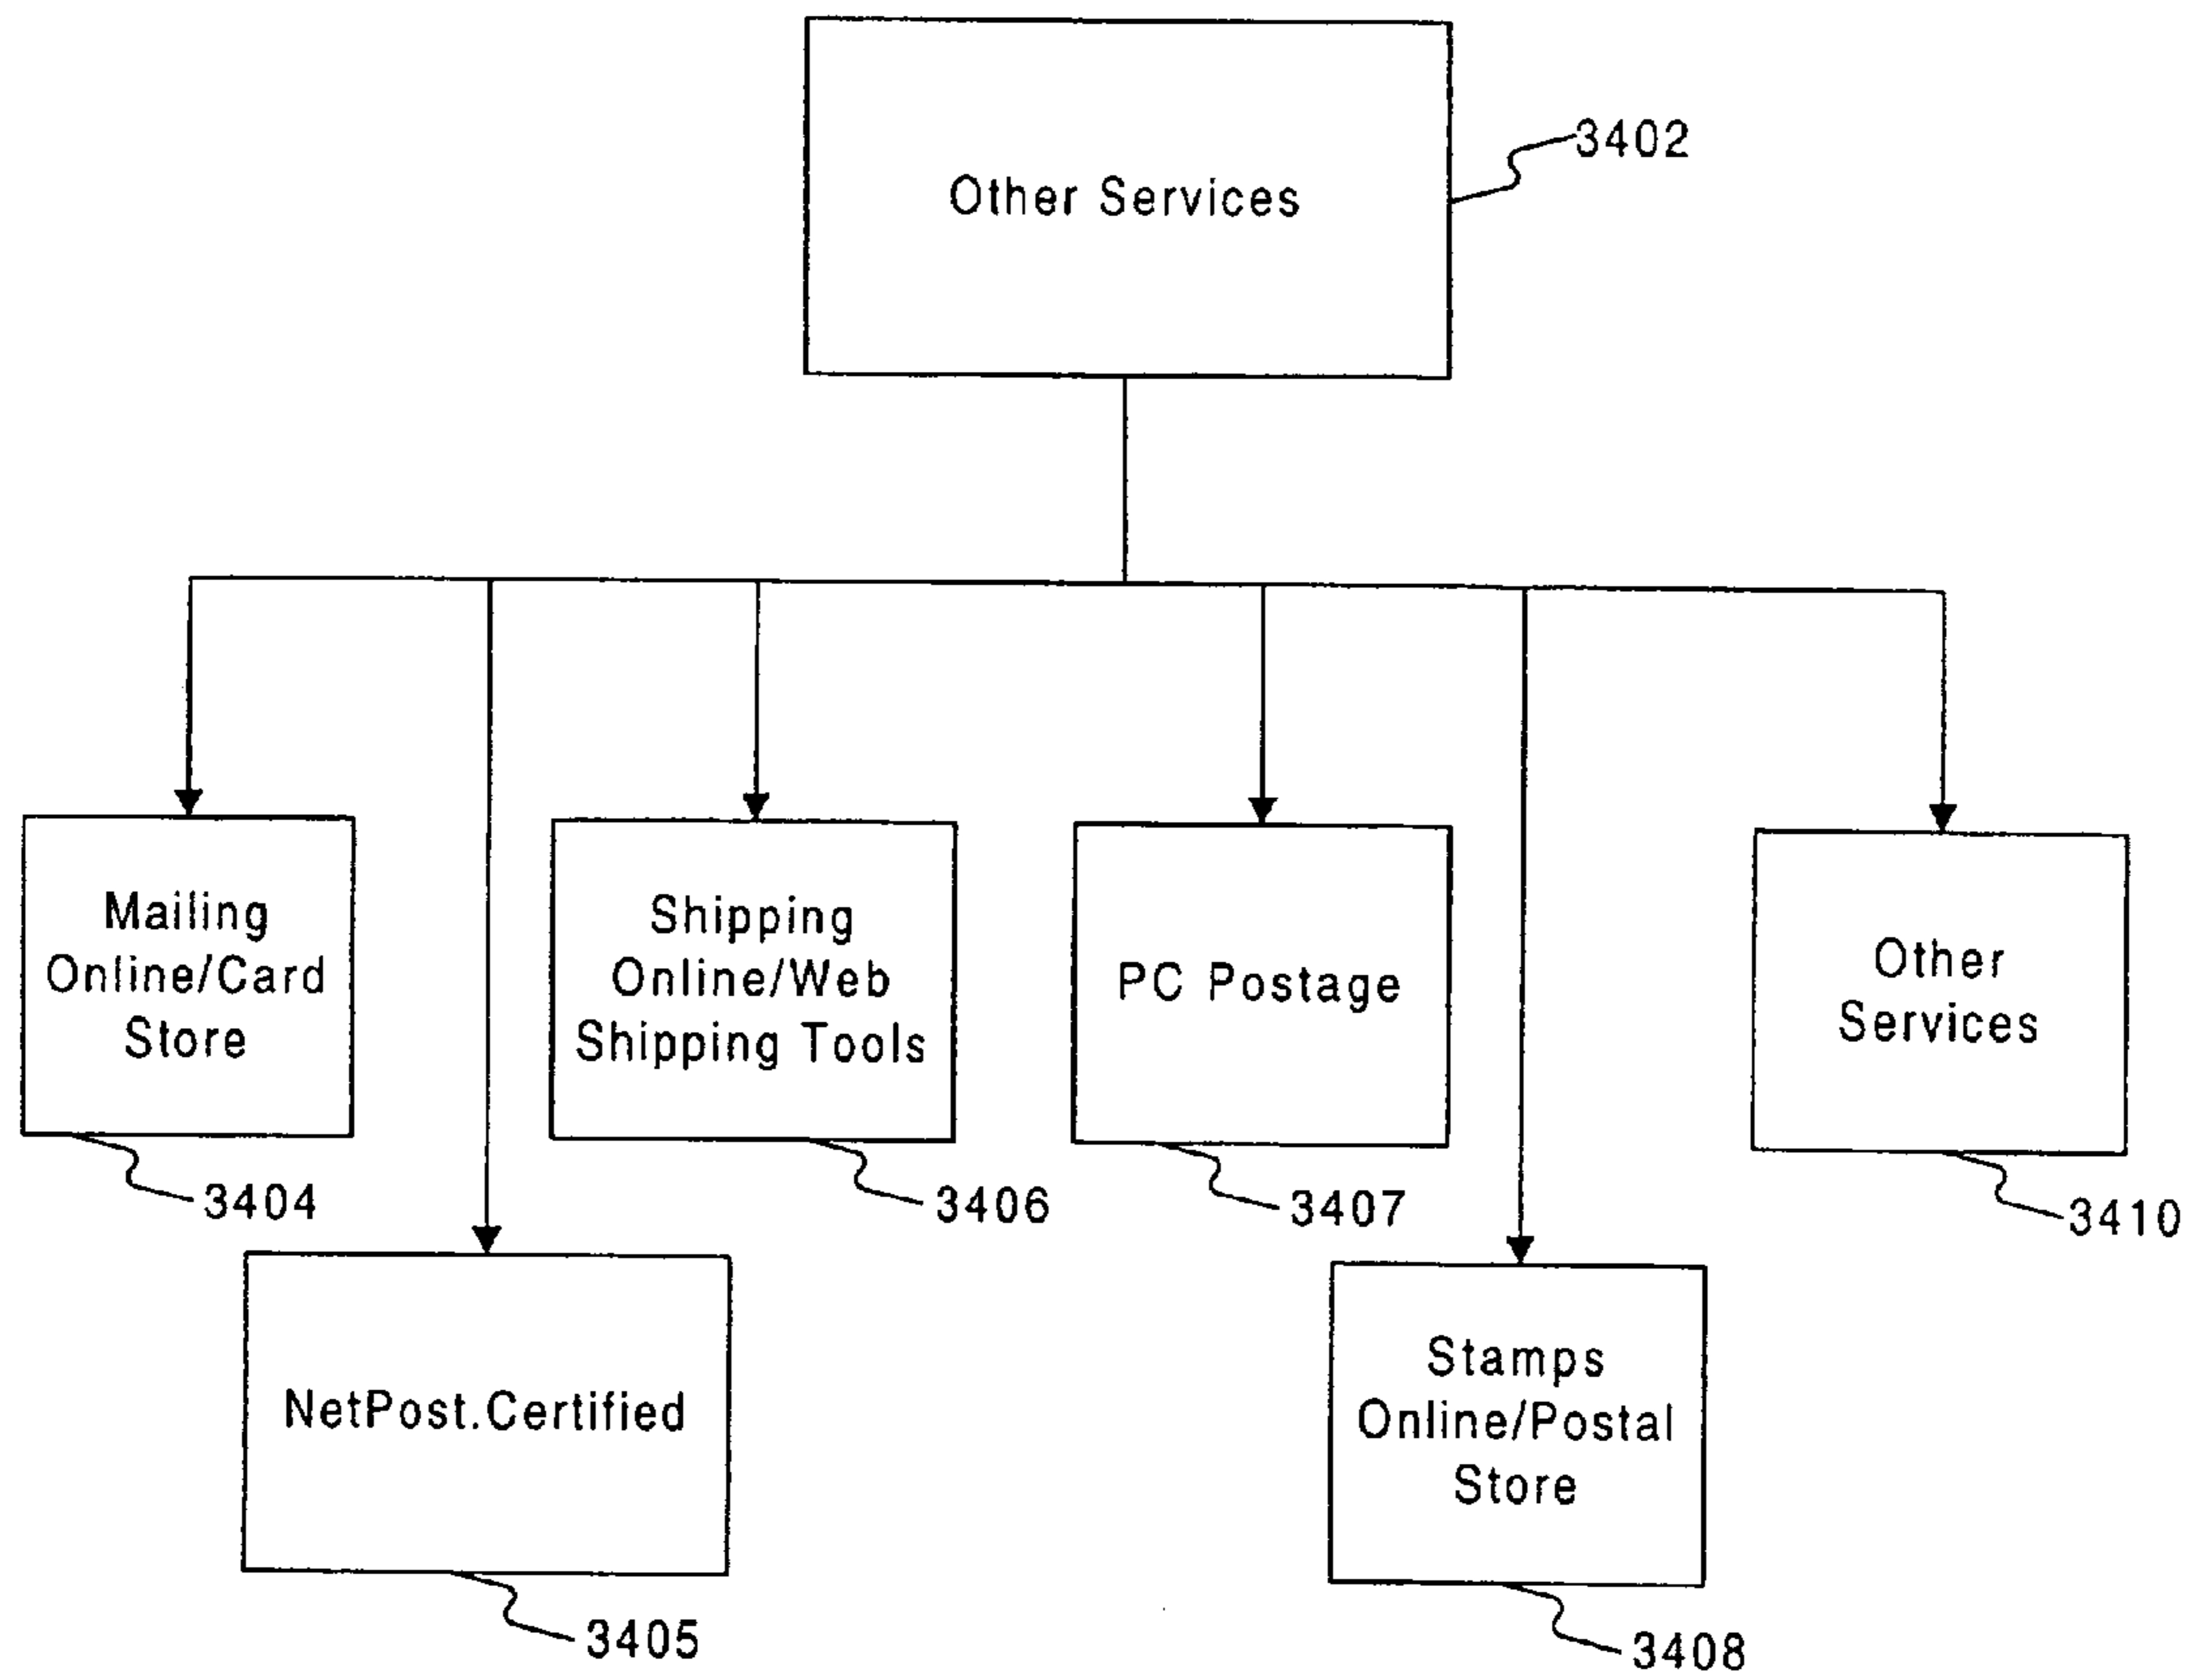 Other Services
3402
Mailing
Online/Card
Store
3404
Shipping
Online/Web
Shipping Tools
3406
PC Postage
3407
Other
Services
3410
NetPost.Certified
3405
Stamps
Online/Postal
Store
3408